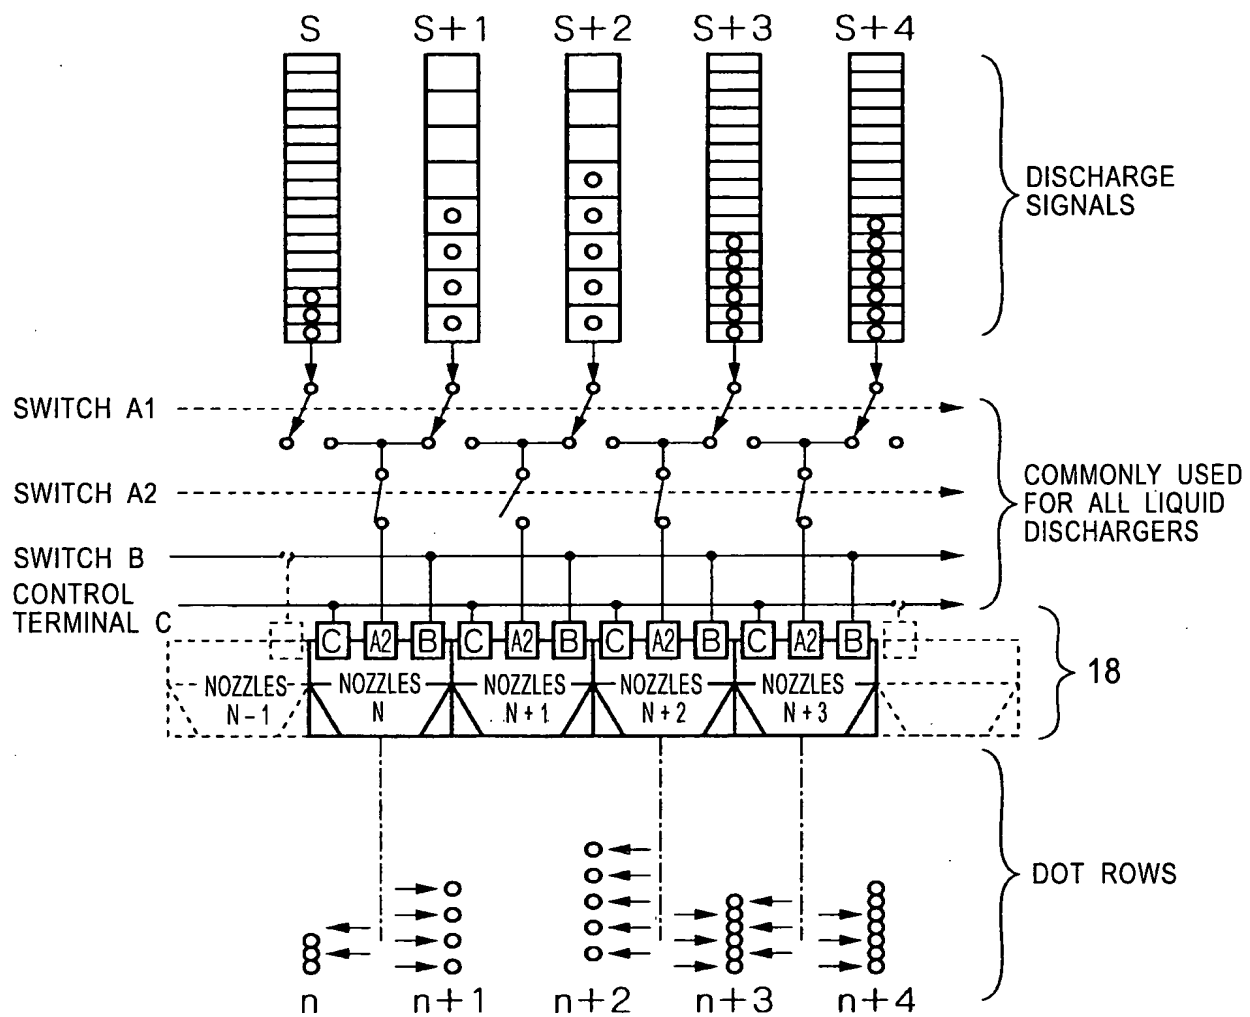 S S+1 S+2 S+3 S+4
DISCHARGE
SIGNALS
SWITCH A1
SWITCH A2
COMMONLY USED
FOR ALL LIQUID
DISCHARGERS
SWITCH B
CONTROL
TERMINAL C
C A2 B C A2 B C A2 B C A2 B
18
NOZZLES NOZZLES NOZZLES NOZZLES NOZZLES
N-1 N N+1 N+2 N+3
DOT ROWS
n n+1 n+2 n+3 n+4